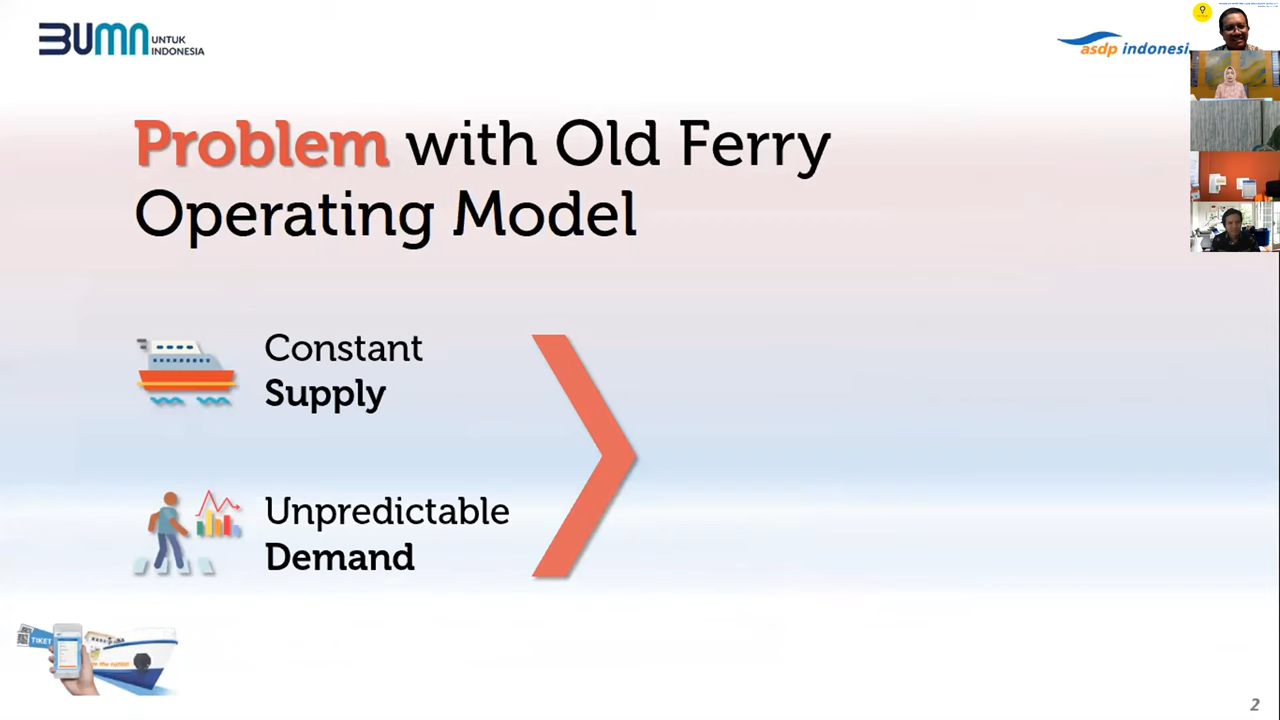 BUMN
UNTUK
INDONESIA
asdp indonesi
Problem with Old Ferry
Operating Model
Constant
Supply
Unpredictable
Demand
TIKET
2